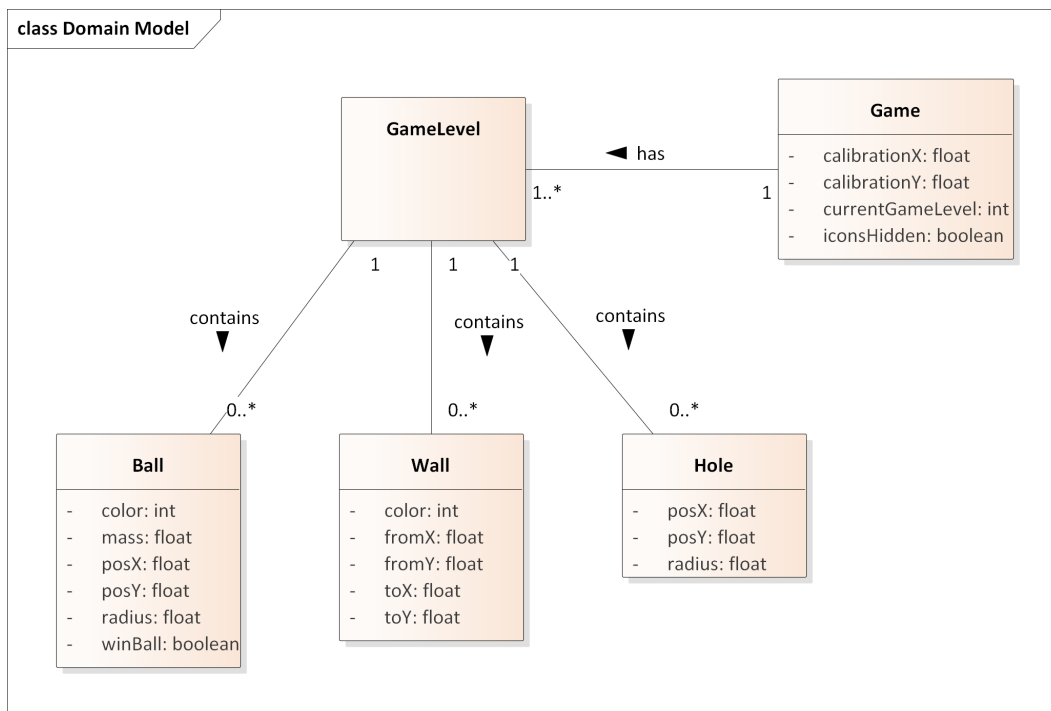 class Domain Model
GameLevel
Game
- calibrationX: float
- calibrationY: float
- currentGameLevel: int
- iconsHidden: boolean
◄ has
1..*
1
1
1
1
contains
contains
contains
0..*
0..*
0..*
Ball
- color: int
- mass: float
- posX: float
- posY: float
- radius: float
- winBall: boolean
Wall
- color: int
- fromX: float
- fromY: float
- toX: float
- toY: float
Hole
- posX: float
- posY: float
- radius: float